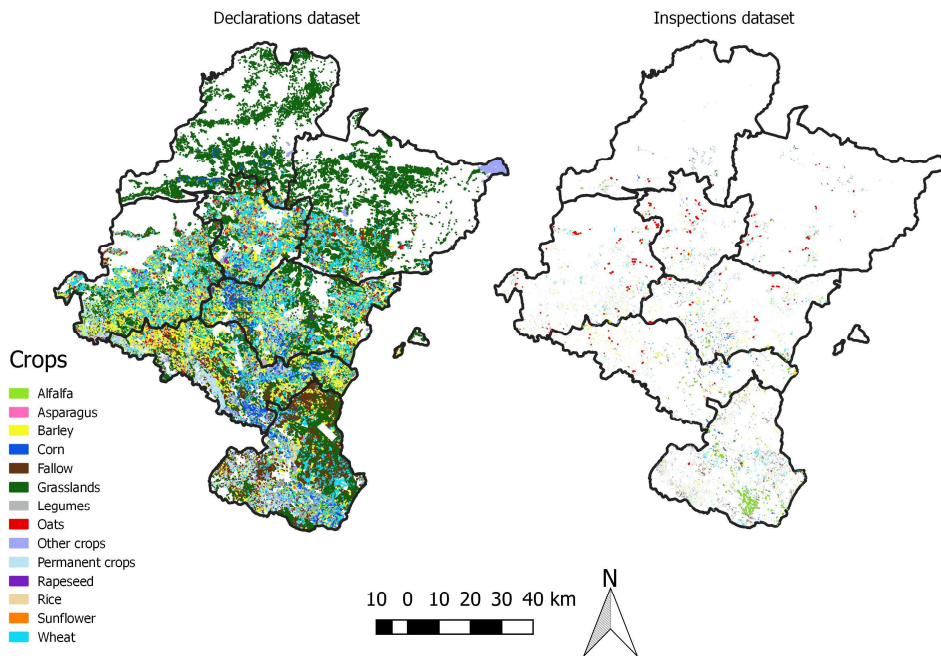 Declarations dataset
Inspections dataset
Crops
Alfalfa
Asparagus
Barley
Corn
Fallow
Grasslands
Legumes
Oats
Other crops
Permanent crops
Rapeseed
Rice
Sunflower
Wheat
10 0 10 20 30 40 km
N